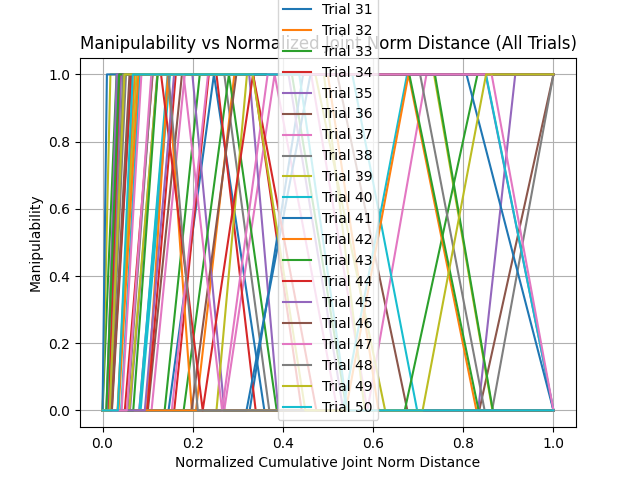 Manipulability vs Normalized Joint Norm Distance (All Trials)
Trial 31
Trial 32
Trial 33
Trial 34
Trial 35
Trial 36
Trial 37
Trial 38
Trial 39
Trial 40
Trial 41
Trial 42
Trial 43
Trial 44
Trial 45
Trial 46
Trial 47
Trial 48
Trial 49
Trial 50
Manipulability
1.0
0.8
0.6
0.4
0.2
0.0
0.0 0.2 0.4 0.6 0.8 1.0
Normalized Cumulative Joint Norm Distance